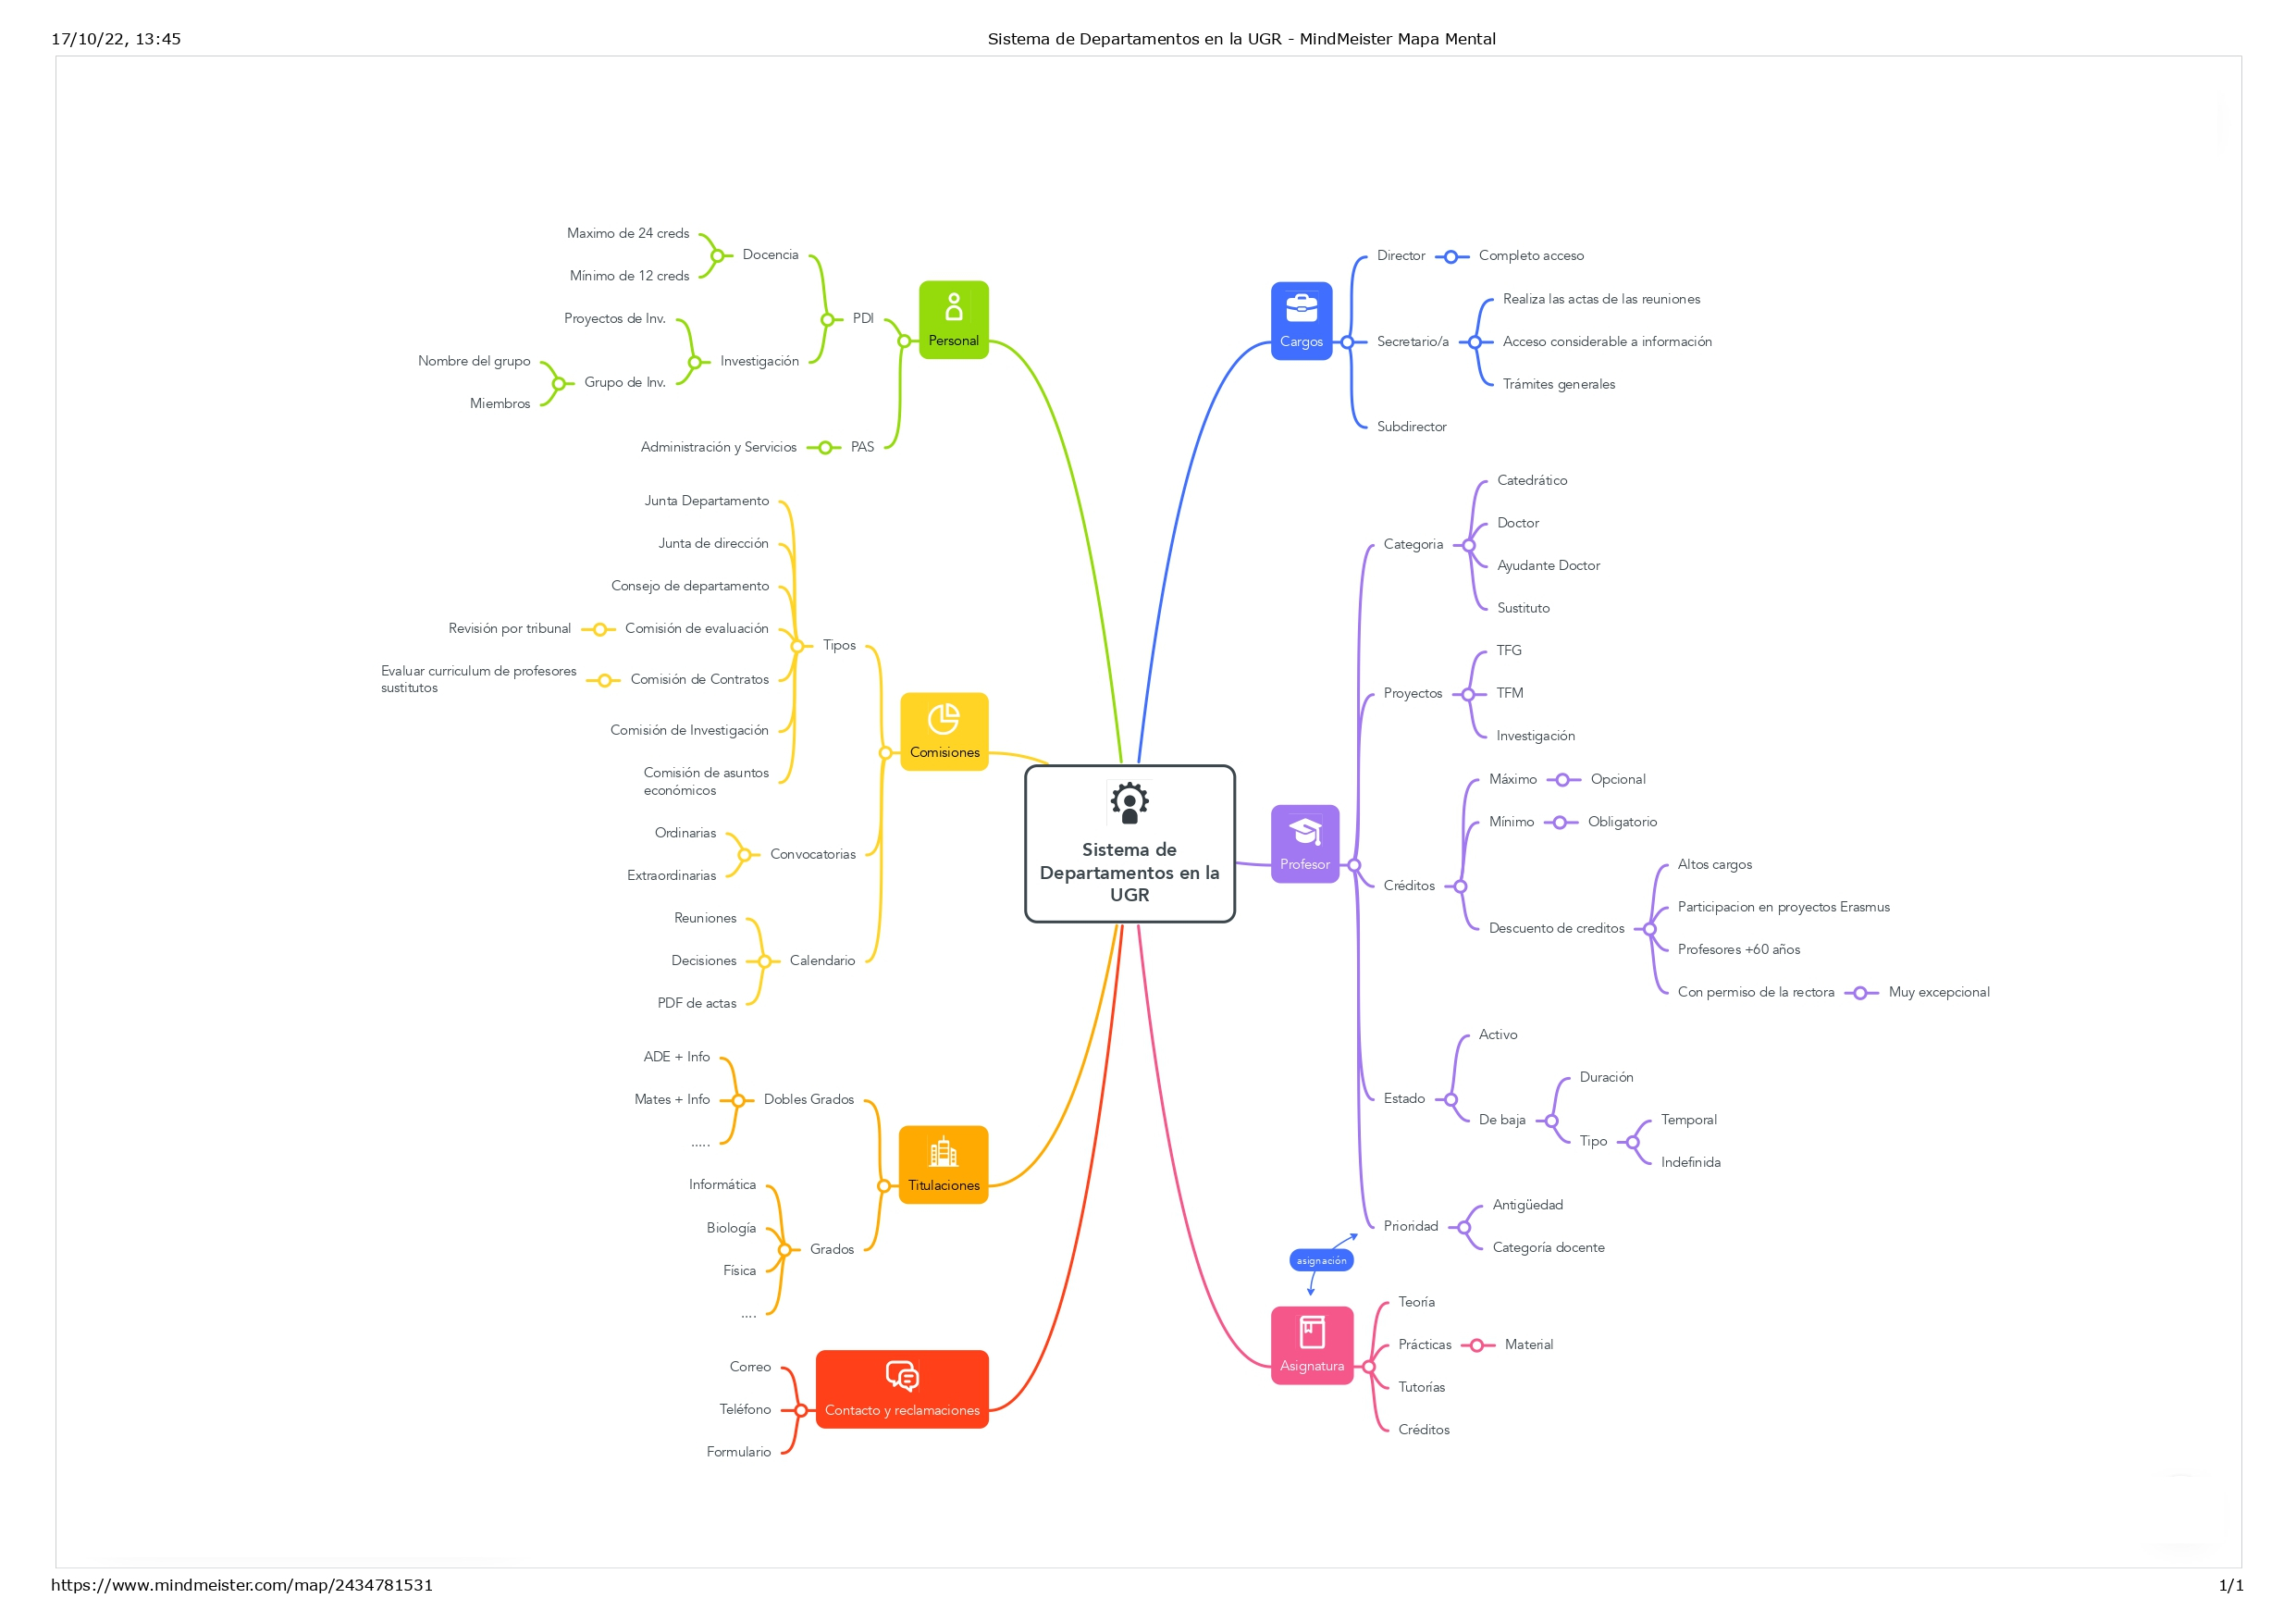 17/10/22, 13:45
Sistema de Departamentos en la UGR - MindMeister Mapa Mental
Maximo de 24 creds
Mínimo de 12 creds
Docencia
Proyectos de Inv.
Nombre del grupo
Miembros
Grupo de Inv.
Investigación
PDI
Administración y Servicios
PAS
Personal
Junta Departamento
Junta de dirección
Consejo de departamento
Revisión por tribunal
Comisión de evaluación
Evaluar curriculum de profesores
sustitutos
Comisión de Contratos
Comisión de Investigación
Comisión de asuntos
económicos
Tipos
Ordinarias
Extraordinarias
Convocatorias
Reuniones
Decisiones
PDF de actas
Calendario
Comisiones
ADE + Info
Mates + Info
.....
Dobles Grados
Informática
Biología
Física
....
Grados
Titulaciones
Correo
Teléfono
Formulario
Contacto y reclamaciones
Sistema de
Departamentos en la
UGR
Cargos
Director
Completo acceso
Secretario/a
Realiza las actas de las reuniones
Acceso considerable a información
Trámites generales
Subdirector
Profesor
Categoria
Catedrático
Doctor
Ayudante Doctor
Sustituto
Proyectos
TFG
TFM
Investigación
Créditos
Máximo
Opcional
Mínimo
Obligatorio
Descuento de creditos
Altos cargos
Participacion en proyectos Erasmus
Profesores +60 años
Con permiso de la rectora
Muy excepcional
Estado
Activo
De baja
Duración
Tipo
Temporal
Indefinida
Prioridad
Antigüedad
Categoría docente
asignación
Asignatura
Teoría
Prácticas
Material
Tutorías
Créditos
https://www.mindmeister.com/map/2434781531
1/1